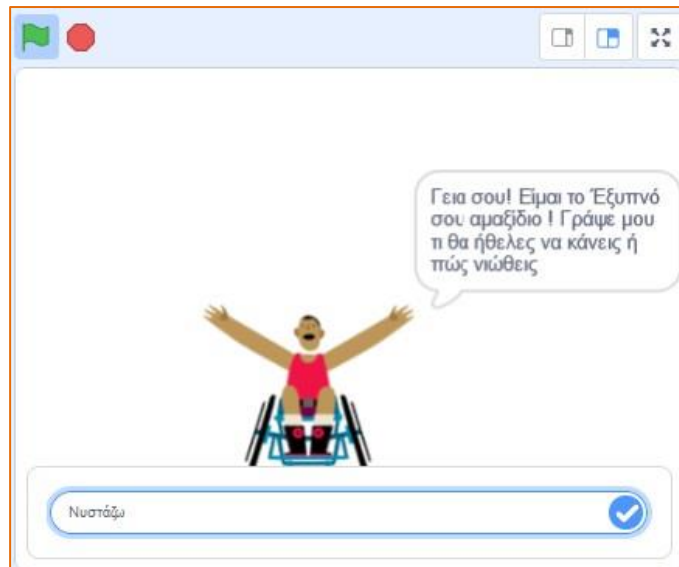 Γεια σου! Είμαι το Έξυπνό
σου αμαξίδιο ! Γράψε μου
τι θα ήθελες να κάνεις ή
πώς νιώθεις
Νυστάζω